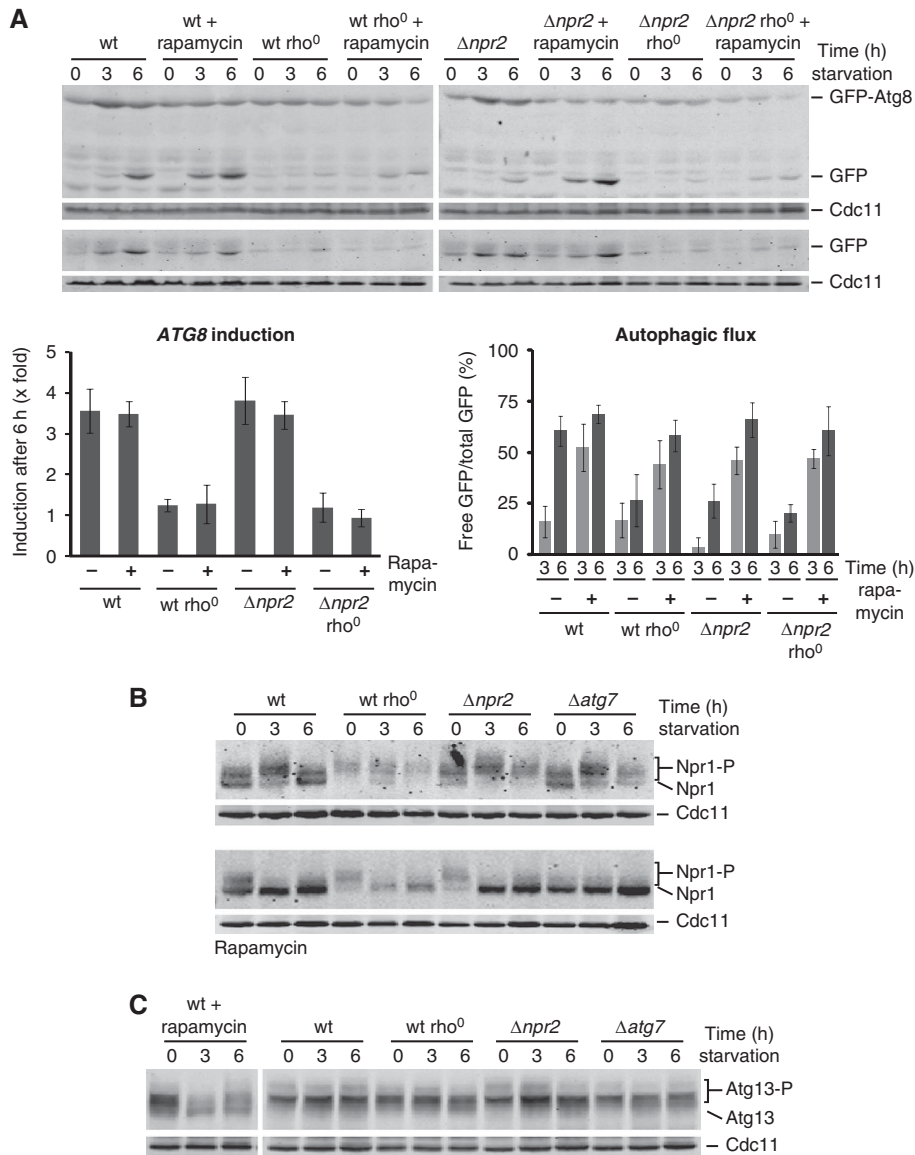 A
wt
wt + rapamycin
wt rho0
wt rho0 + rapamycin
Δnpr2
Δnpr2 + rapamycin
Δnpr2 rho0
Δnpr2 rho0 + rapamycin
Time (h)
0 3 6 0 3 6 0 3 6 0 3 6 0 3 6 0 3 6 0 3 6 0 3 6 starvation
– GFP-Atg8
– GFP
– Cdc11
– GFP
– Cdc11
ATG8 induction
Induction after 6 h (x fold)
5
4
3
2
1
0
– + – + – + – + Rapa-
mycin
wt wt rho0 Δnpr2 Δnpr2
rho0
Autophagic flux
Free GFP/total GFP (%)
100
75
50
25
0
3 6 3 6 3 6 3 6 3 6 3 6 3 6 3 6 Time (h)
– + – + – + – + rapa-
mycin
wt wt rho0 Δnpr2 Δnpr2
rho0
B
wt wt rho0 Δnpr2 Δatg7 Time (h)
0 3 6 0 3 6 0 3 6 0 3 6 starvation
Npr1-P
Npr1
– Cdc11
Npr1-P
Npr1
– Cdc11
Rapamycin
C
wt +
rapamycin wt wt rho0 Δnpr2 Δatg7 Time (h)
0 3 6 0 3 6 0 3 6 0 3 6 0 3 6 starvation
Atg13-P
Atg13
– Cdc11